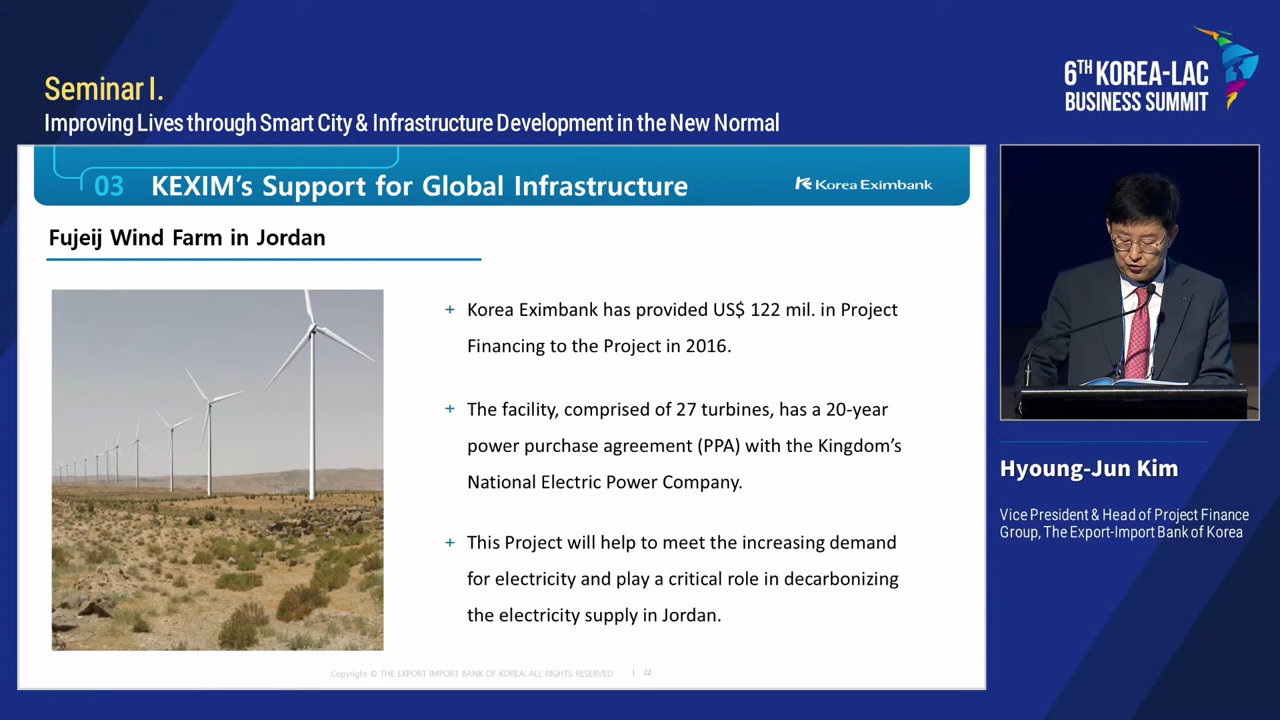 Seminar I.
Improving Lives through Smart City & Infrastructure Development in the New Normal
6TH KOREA-LAC
BUSINESS SUMMIT
03 KEXIM's Support for Global Infrastructure
Korea Eximbank
Fujeij Wind Farm in Jordan
+ Korea Eximbank has provided US$ 122 mil. in Project
Financing to the Project in 2016.
+ The facility, comprised of 27 turbines, has a 20-year
power purchase agreement (PPA) with the Kingdom's
National Electric Power Company.
+ This Project will help to meet the increasing demand
for electricity and play a critical role in decarbonizing
the electricity supply in Jordan.
Copyright © THE EXPORT IMPORT BANK OF KOREA. ALL RIGHTS RESERVED | 22
Hyoung-Jun Kim
Vice President & Head of Project Finance
Group, The Export-Import Bank of Korea